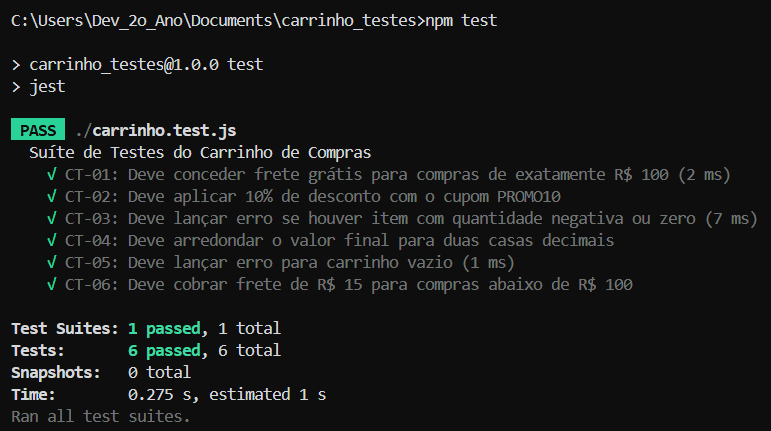 C:\Users\Dev_2o_Ano\Documents\carrinho_testes>npm test
> carrinho_testes@1.0.0 test
> jest
PASS ./carrinho.test.js
Suíte de Testes do Carrinho de Compras
√ CT-01: Deve conceder frete grátis para compras de exatamente R$ 100 (2 ms)
√ CT-02: Deve aplicar 10% de desconto com o cupom PROMO10
√ CT-03: Deve lançar erro se houver item com quantidade negativa ou zero (7 ms)
√ CT-04: Deve arredondar o valor final para duas casas decimais
√ CT-05: Deve lançar erro para carrinho vazio (1 ms)
√ CT-06: Deve cobrar frete de R$ 15 para compras abaixo de R$ 100
Test Suites: 1 passed, 1 total
Tests: 6 passed, 6 total
Snapshots: 0 total
Time: 0.275 s, estimated 1 s
Ran all test suites.